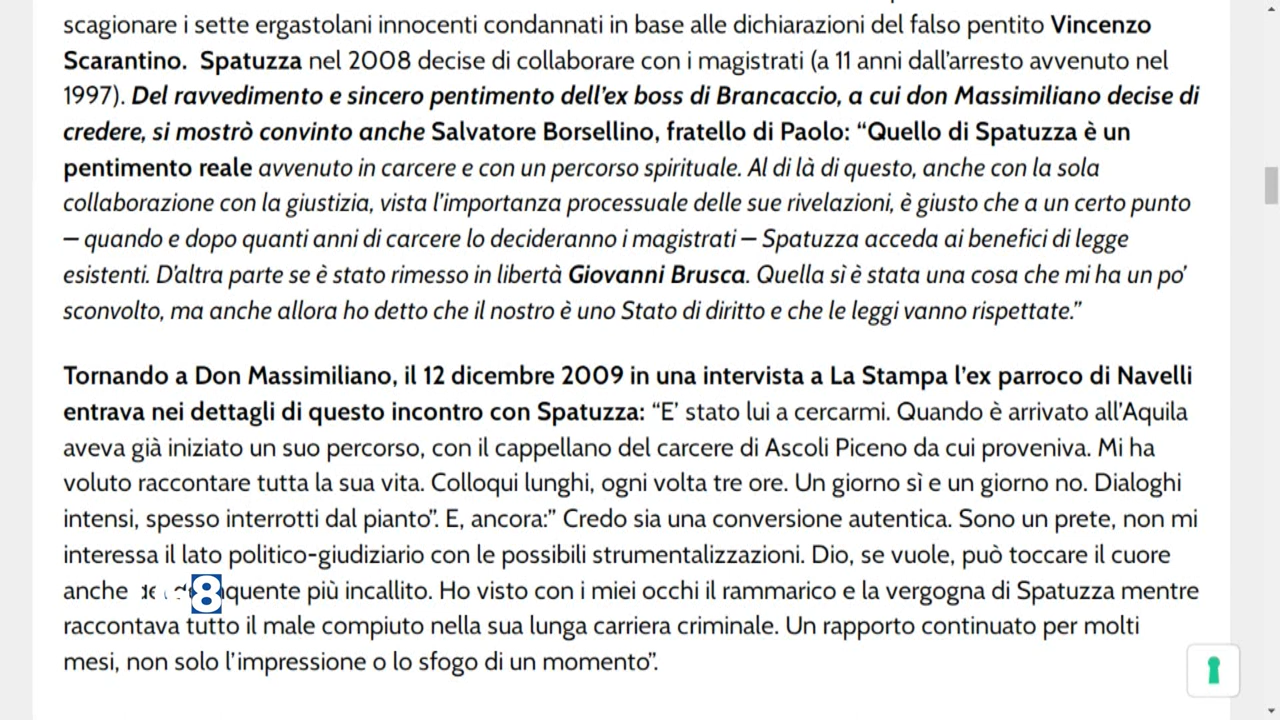 scagionare i sette ergastolani innocenti condannati in base alle dichiarazioni del falso pentito Vincenzo
Scarantino. Spatuzza nel 2008 decise di collaborare con i magistrati (a 11 anni dall'arresto avvenuto nel
1997). Del ravvedimento e sincero pentimento dell'ex boss di Brancaccio, a cui don Massimiliano decise di
credere, si mostrò convinto anche Salvatore Borsellino, fratello di Paolo: “Quello di Spatuzza è un
pentimento reale avvenuto in carcere e con un percorso spirituale. Al di là di questo, anche con la sola
collaborazione con la giustizia, vista l'importanza processuale delle sue rivelazioni, è giusto che a un certo punto
– quando e dopo quanti anni di carcere lo decideranno i magistrati – Spatuzza acceda ai benefici di legge
esistenti. D'altra parte se è stato rimesso in libertà Giovanni Brusca. Quella sì è stata una cosa che mi ha un po'
sconvolto, ma anche allora ho detto che il nostro è uno Stato di diritto e che le leggi vanno rispettate.”
Tornando a Don Massimiliano, il 12 dicembre 2009 in una intervista a La Stampa l'ex parroco di Navelli
entrava nei dettagli di questo incontro con Spatuzza: “E' stato lui a cercarmi. Quando è arrivato all'Aquila
aveva già iniziato un suo percorso, con il cappellano del carcere di Ascoli Piceno da cui proveniva. Mi ha
voluto raccontare tutta la sua vita. Colloqui lunghi, ogni volta tre ore. Un giorno sì e un giorno no. Dialoghi
intensi, spesso interrotti dal pianto”. E, ancora:” Credo sia una conversione autentica. Sono un prete, non mi
interessa il lato politico-giudiziario con le possibili strumentalizzazioni. Dio, se vuole, può toccare il cuore
anche 8 quente più incallito. Ho visto con i miei occhi il rammarico e la vergogna di Spatuzza mentre
raccontava tutto il male compiuto nella sua lunga carriera criminale. Un rapporto continuato per molti
mesi, non solo l'impressione o lo sfogo di un momento”.